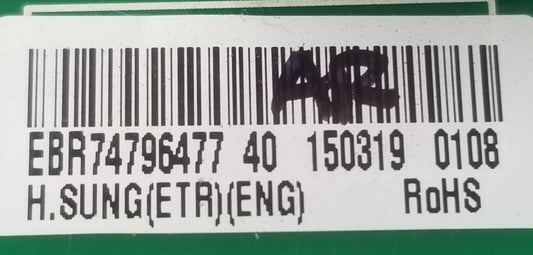 AR
EBR74796477 40 150319 0108
H.SUNG(ETR)(ENG) RoHS